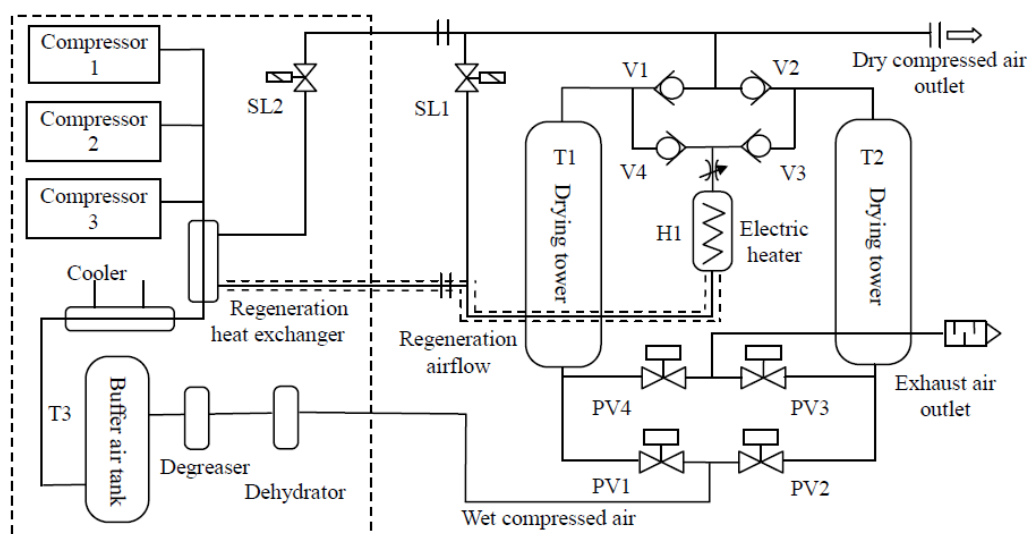 Compressor
1
Compressor
2
Compressor
3
SL2
SL1
V1
V2
Dry compressed air
outlet
T1
Drying tower
V4
V3
T2
Drying tower
H1
Electric
heater
Cooler
Regeneration
heat exchanger
Regeneration
airflow
T3
Buffer air tank
Degreaser
Dehydrator
PV4
PV3
Exhaust air
outlet
PV1
PV2
Wet compressed air